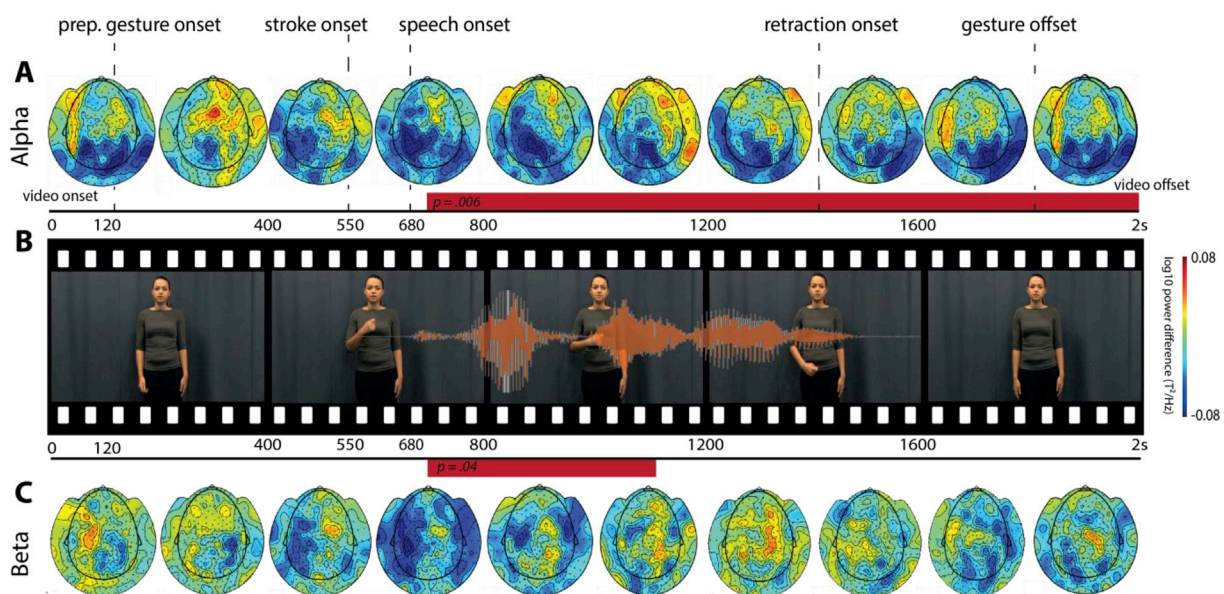 prep. gesture onset stroke onset speech onset retraction onset gesture offset
A
Alpha
video onset
video offset
p = .006
0 120 400 550 680 800 1200 1600 2s
B
0.08
log10 power difference (T²/Hz)
-0.08
0 120 400 550 680 800 1200 1600 2s
p = .04
C
Beta